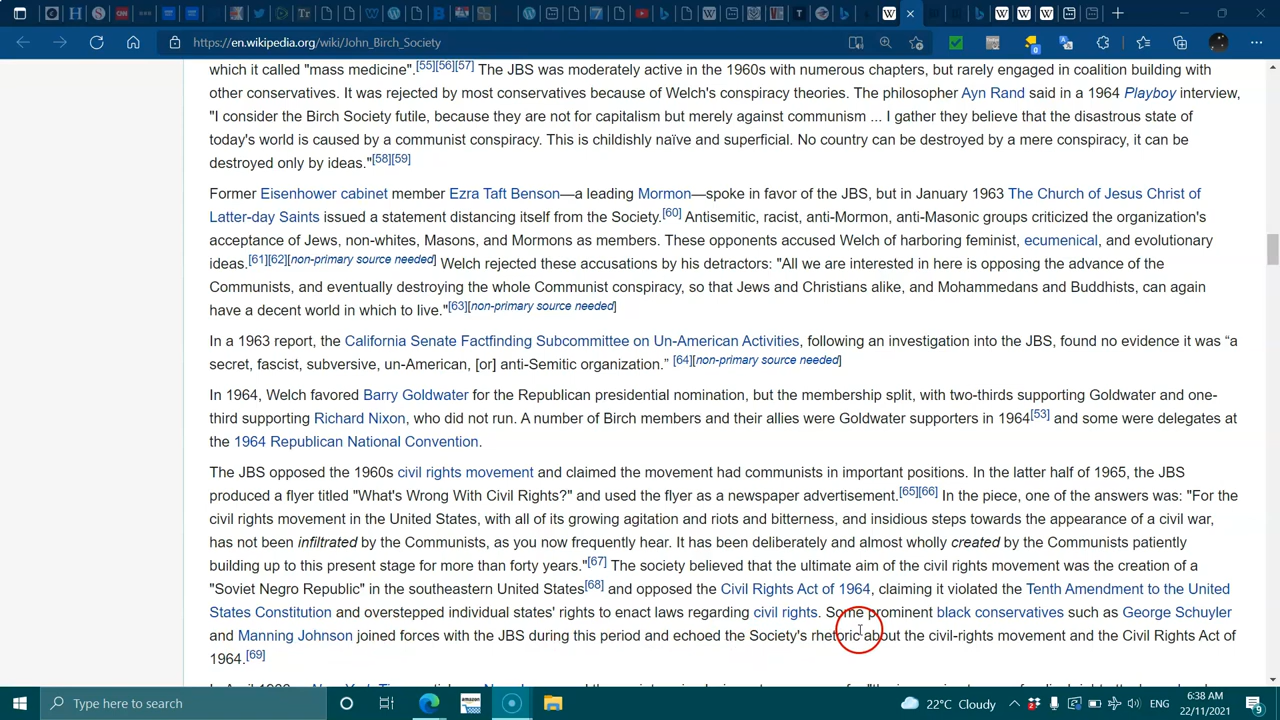 https://en.wikipedia.org/wiki/John_Birch_Society
which it called "mass medicine".[55][56][57] The JBS was moderately active in the 1960s with numerous chapters, but rarely engaged in coalition building with
other conservatives. It was rejected by most conservatives because of Welch's conspiracy theories. The philosopher Ayn Rand said in a 1964 Playboy interview,
"I consider the Birch Society futile, because they are not for capitalism but merely against communism ... I gather they believe that the disastrous state of
today's world is caused by a communist conspiracy. This is childishly naïve and superficial. No country can be destroyed by a mere conspiracy, it can be
destroyed only by ideas."[58][59]
Former Eisenhower cabinet member Ezra Taft Benson—a leading Mormon—spoke in favor of the JBS, but in January 1963 The Church of Jesus Christ of
Latter-day Saints issued a statement distancing itself from the Society.[60] Antisemitic, racist, anti-Mormon, anti-Masonic groups criticized the organization's
acceptance of Jews, non-whites, Masons, and Mormons as members. These opponents accused Welch of harboring feminist, ecumenical, and evolutionary
ideas.[61][62][non-primary source needed] Welch rejected these accusations by his detractors: "All we are interested in here is opposing the advance of the
Communists, and eventually destroying the whole Communist conspiracy, so that Jews and Christians alike, and Mohammedans and Buddhists, can again
have a decent world in which to live."[63][non-primary source needed]
In a 1963 report, the California Senate Factfinding Subcommittee on Un-American Activities, following an investigation into the JBS, found no evidence it was “a
secret, fascist, subversive, un-American, [or] anti-Semitic organization.” [64][non-primary source needed]
In 1964, Welch favored Barry Goldwater for the Republican presidential nomination, but the membership split, with two-thirds supporting Goldwater and one-
third supporting Richard Nixon, who did not run. A number of Birch members and their allies were Goldwater supporters in 1964[53] and some were delegates at
the 1964 Republican National Convention.
The JBS opposed the 1960s civil rights movement and claimed the movement had communists in important positions. In the latter half of 1965, the JBS
produced a flyer titled "What's Wrong With Civil Rights?" and used the flyer as a newspaper advertisement.[65][66] In the piece, one of the answers was: "For the
civil rights movement in the United States, with all of its growing agitation and riots and bitterness, and insidious steps towards the appearance of a civil war,
has not been infiltrated by the Communists, as you now frequently hear. It has been deliberately and almost wholly created by the Communists patiently
building up to this present stage for more than forty years."[67] The society believed that the ultimate aim of the civil rights movement was the creation of a
"Soviet Negro Republic" in the southeastern United States[68] and opposed the Civil Rights Act of 1964, claiming it violated the Tenth Amendment to the United
States Constitution and overstepped individual states' rights to enact laws regarding civil rights. Some prominent black conservatives such as George Schuyler
and Manning Johnson joined forces with the JBS during this period and echoed the Society's rhetoric about the civil-rights movement and the Civil Rights Act of
1964.[69]
Type here to search
22°C Cloudy
ENG
6:38 AM
22/11/2021